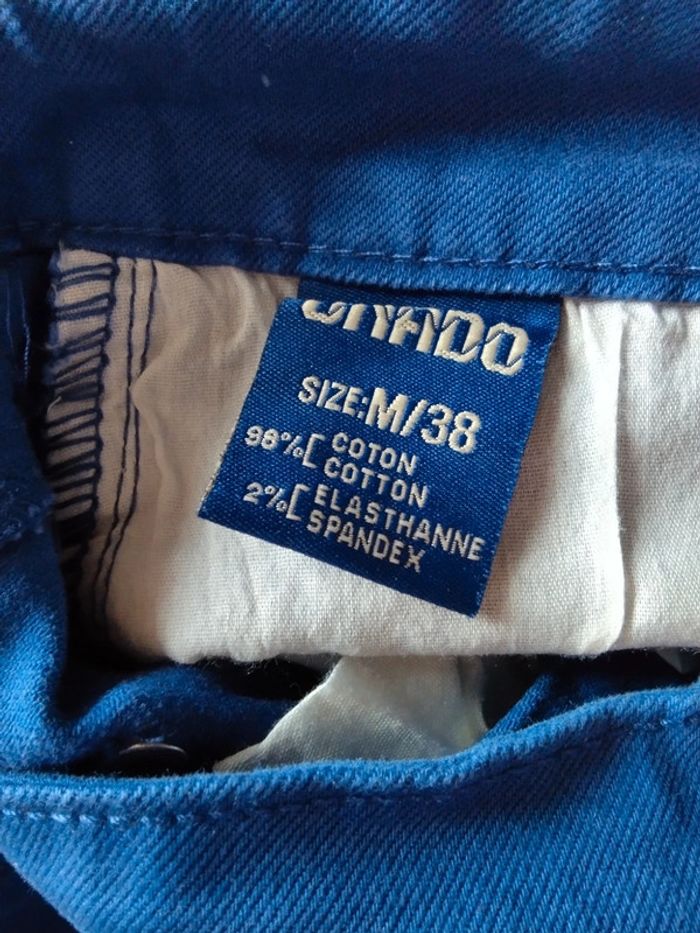 SIZE:M/38
98%[ COTON
COTTON
2%[ ELASTHANNE
SPANDEX